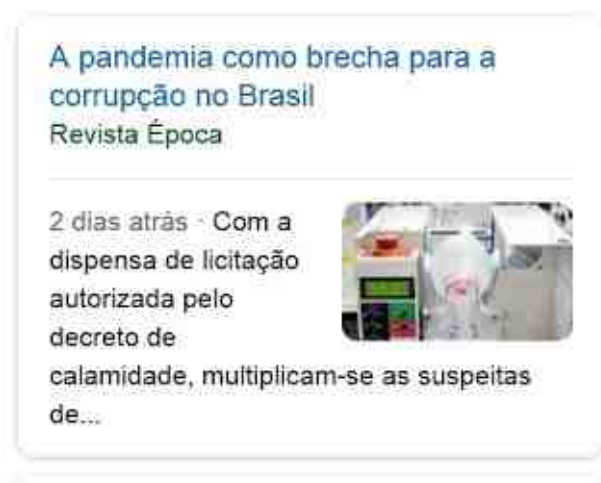 A pandemia como brecha para a
corrupção no Brasil
Revista Época
2 dias atrás · Com a
dispensa de licitação
autorizada pelo
decreto de
calamidade, multiplicam-se as suspeitas
de...